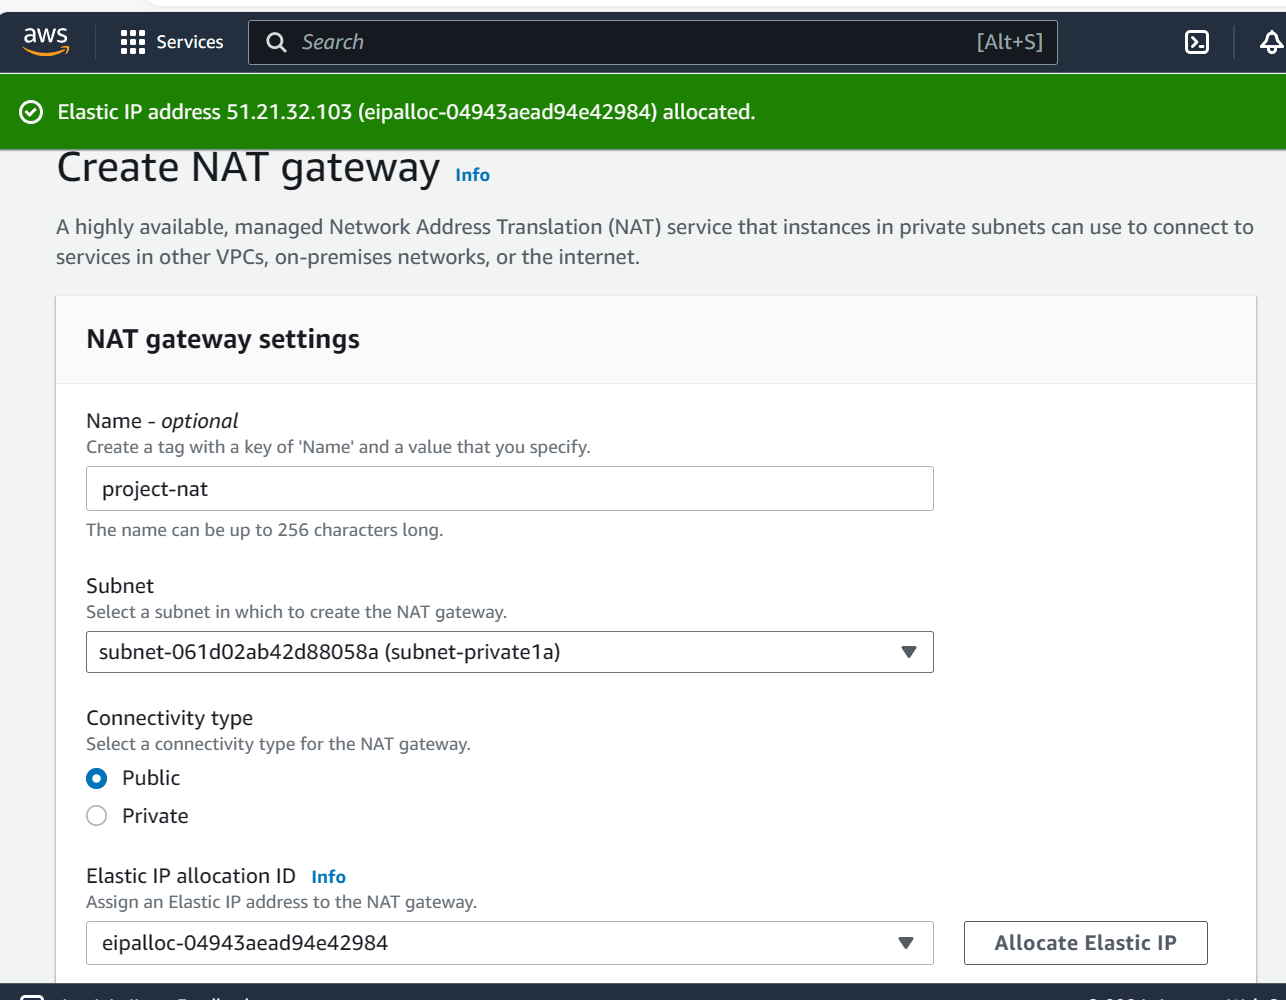 aws
Services
Search
[Alt+S]
Elastic IP address 51.21.32.103 (eipalloc-04943aead94e42984) allocated.
Create NAT gateway Info
A highly available, managed Network Address Translation (NAT) service that instances in private subnets can use to connect to
services in other VPCs, on-premises networks, or the internet.
NAT gateway settings
Name - optional
Create a tag with a key of 'Name' and a value that you specify.
project-nat
The name can be up to 256 characters long.
Subnet
Select a subnet in which to create the NAT gateway.
subnet-061d02ab42d88058a (subnet-private1a)
Connectivity type
Select a connectivity type for the NAT gateway.
Public
Private
Elastic IP allocation ID Info
Assign an Elastic IP address to the NAT gateway.
eipalloc-04943aead94e42984
Allocate Elastic IP